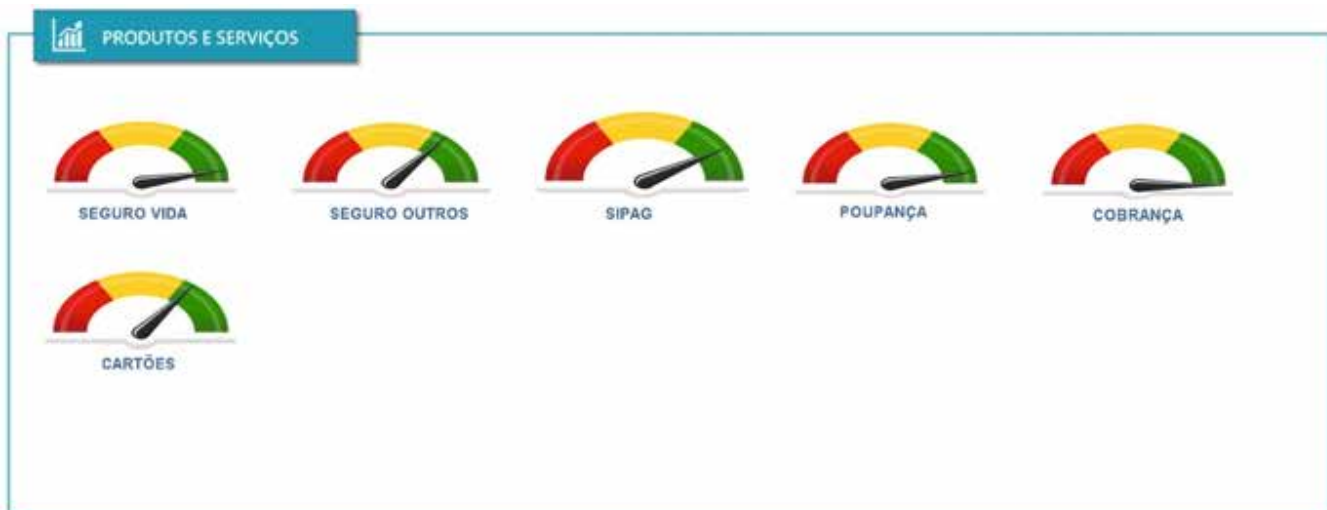 PRODUTOS E SERVIÇOS
SEGURO VIDA
SEGURO OUTROS
SIPAG
POUPANÇA
COBRANÇA
CARTÕES